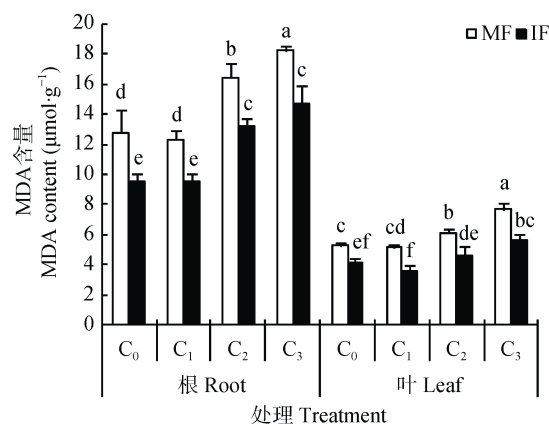 MDA含量
MDA content (μmol·g⁻¹)
20
18
16
14
12
10
8
6
4
2
0
MF IF
d e d e b c a c
c ef cd f b de a bc
C₀ C₁ C₂ C₃ C₀ C₁ C₂ C₃
根 Root 叶 Leaf
处理 Treatment